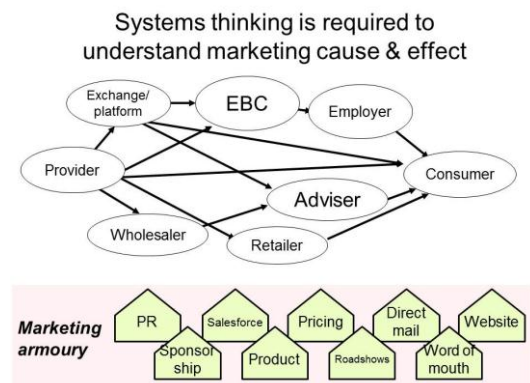 Systems thinking is required to
understand marketing cause & effect
Exchange/
platform
EBC
Employer
Provider
Consumer
Adviser
Wholesaler
Retailer
Marketing
armoury
PR
Salesforce
Pricing
Direct
mail
Website
Sponsor
ship
Product
Roadshows
Word of
mouth